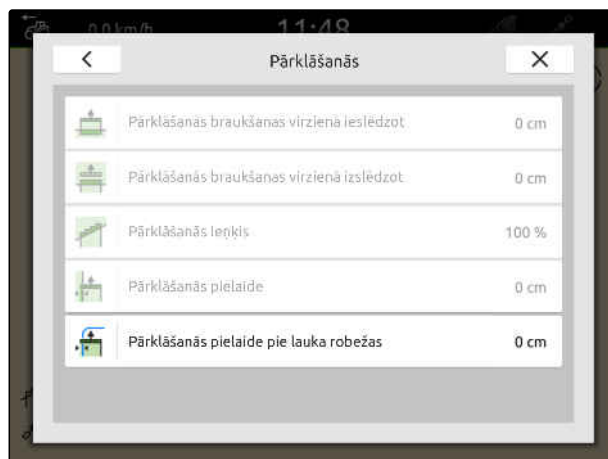 0.0 km/h
11:48
Pārklāšanās
Pārklāšanās braukšanas virzienā ieslēdzot 0 cm
Pārklāšanās braukšanas virzienā izslēdzot 0 cm
Pārklāšanās leņķis 100 %
Pārklāšanās pielaide 0 cm
Pārklāšanās pielaide pie lauka robežas 0 cm